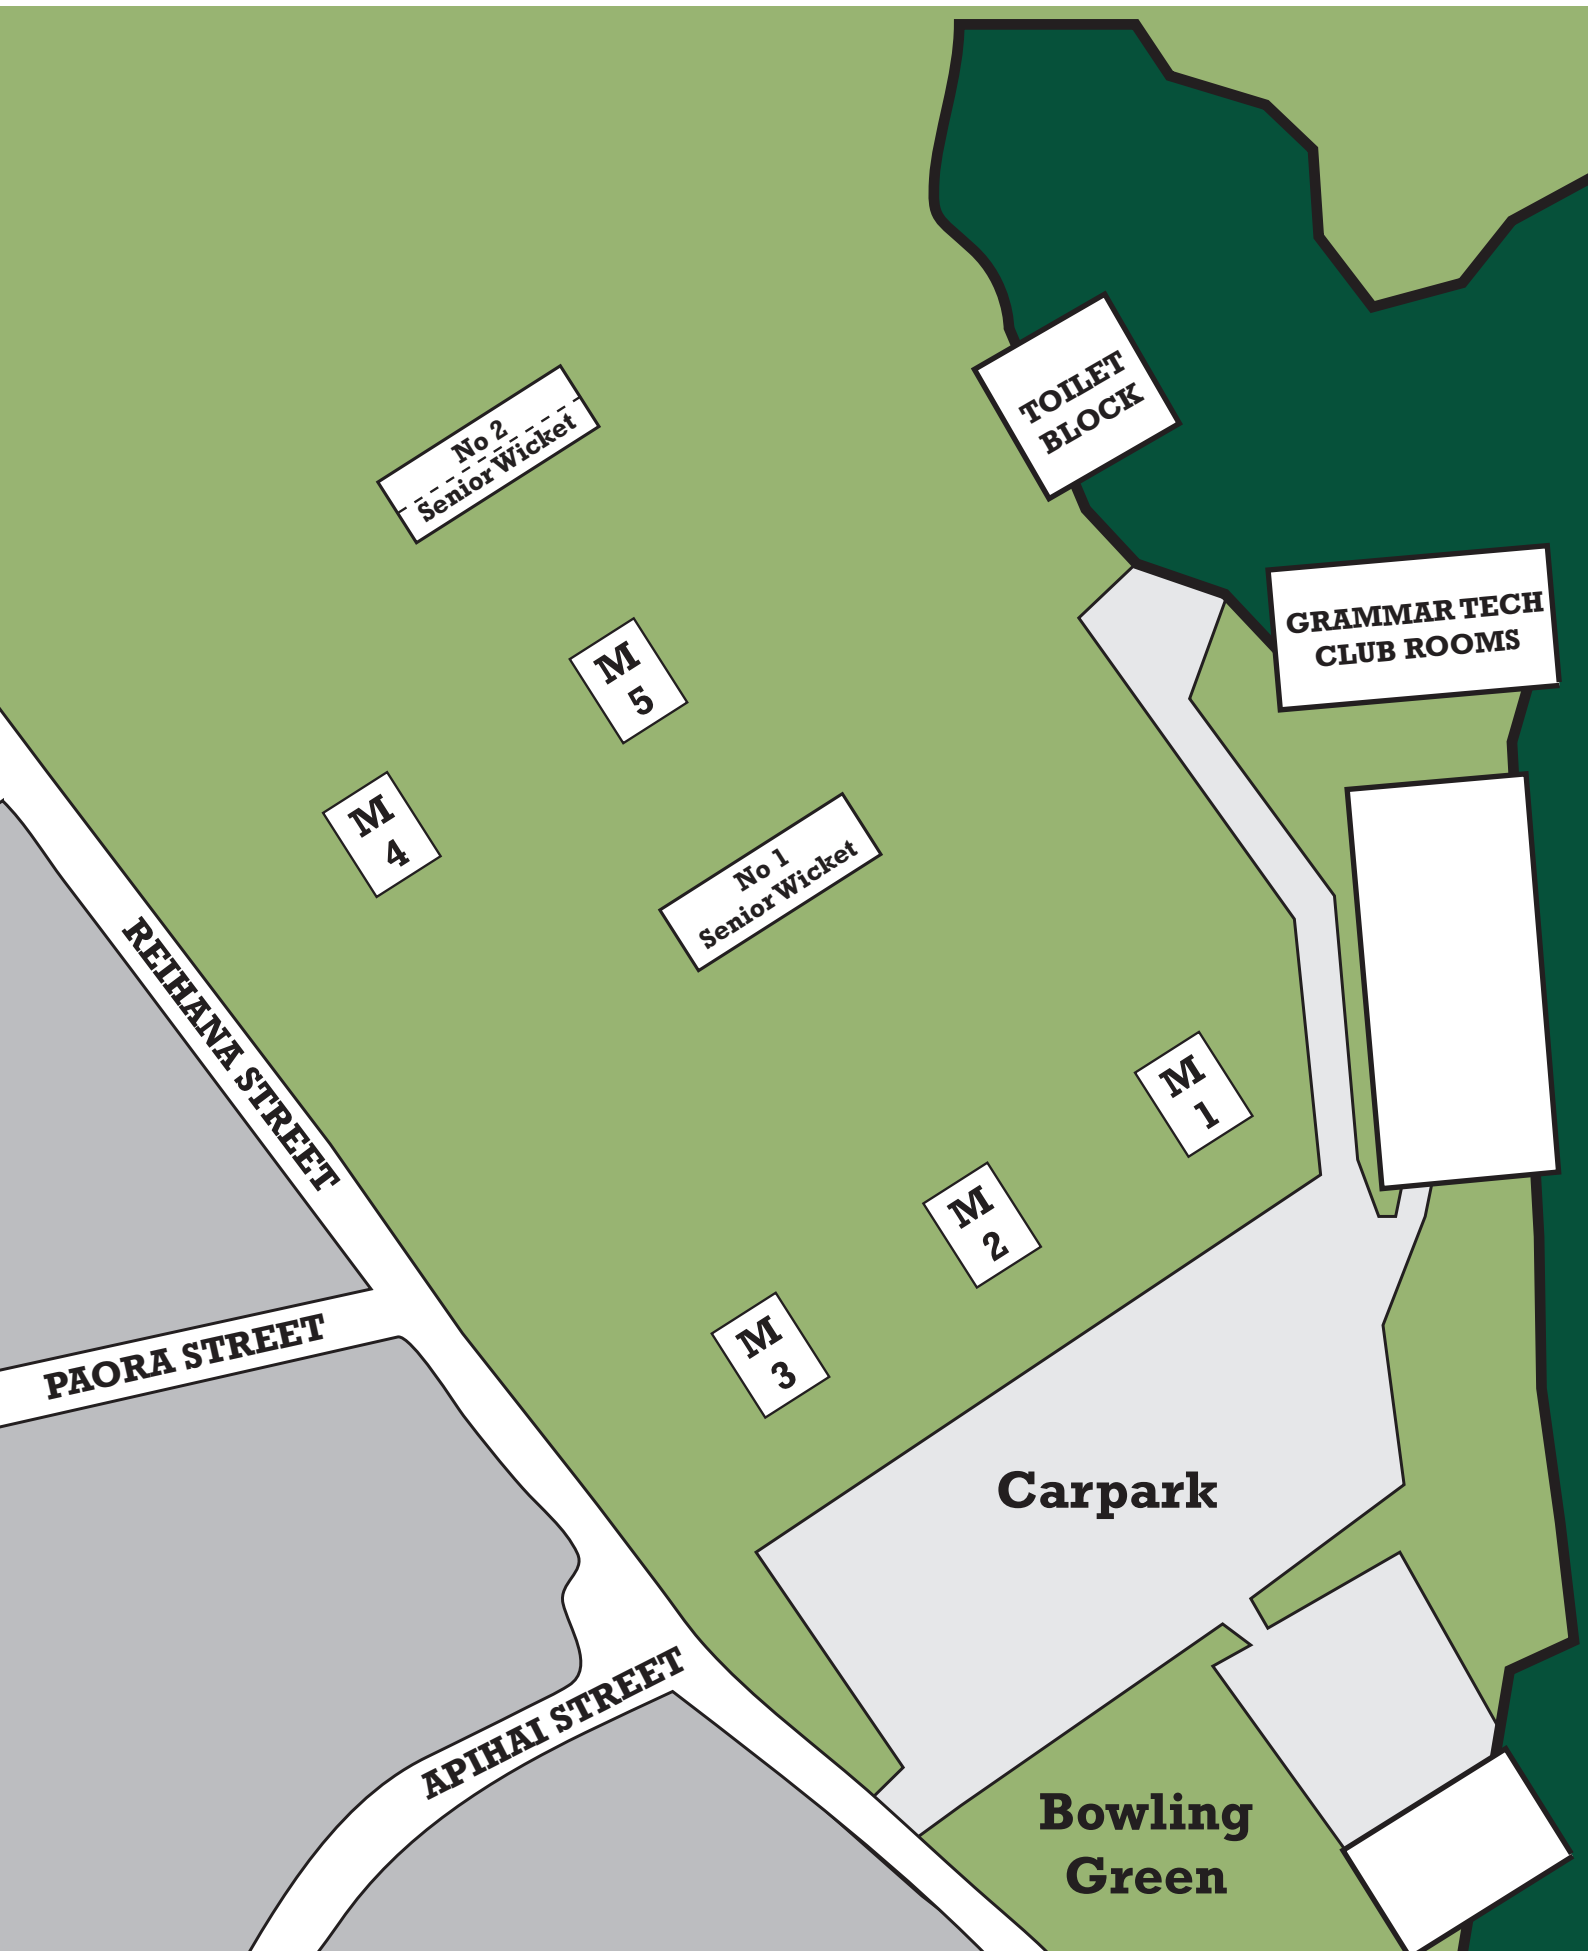 TOILET
BLOCK
No 2
Senior Wicket
GRAMMAR TECH
CLUB ROOMS
M
5
M
4
No 1
Senior Wicket
REIHANA STREET
M
1
M
2
M
3
PAORA STREET
Carpark
APIHAI STREET
Bowling
Green